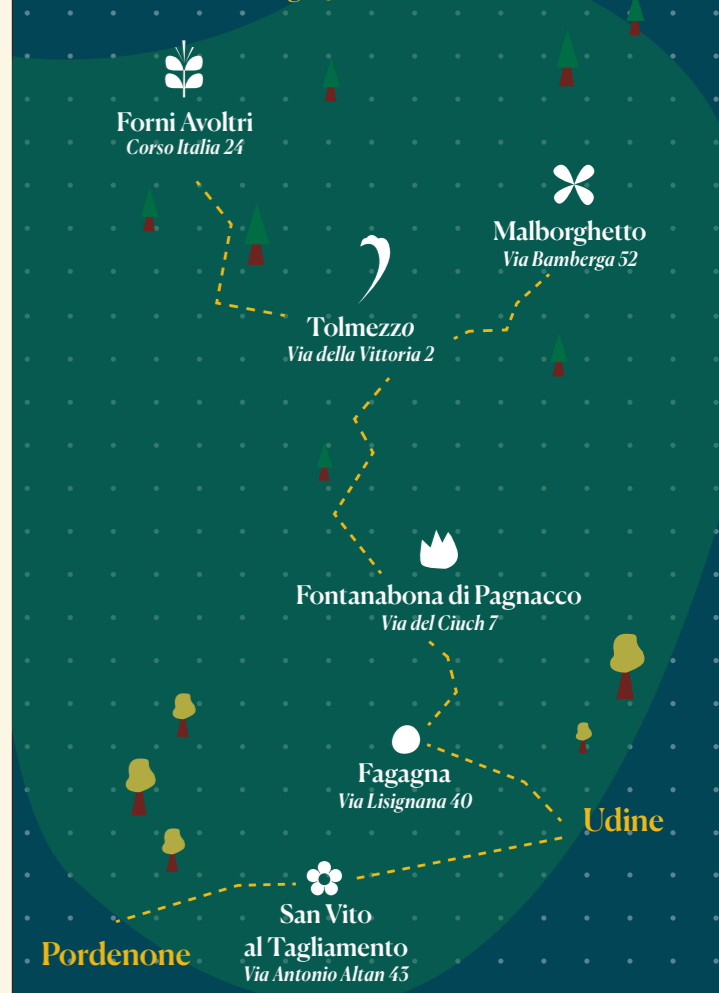 Forni Avoltri
Corso Italia 24
Malborghetto
Via Bamberga 52
Tolmezzo
Via della Vittoria 2
Fontanabona di Pagnacco
Via del Ciuch 7
Fagagna
Via Lisignana 40
Udine
San Vito
al Tagliamento
Via Antonio Altan 43
Pordenone